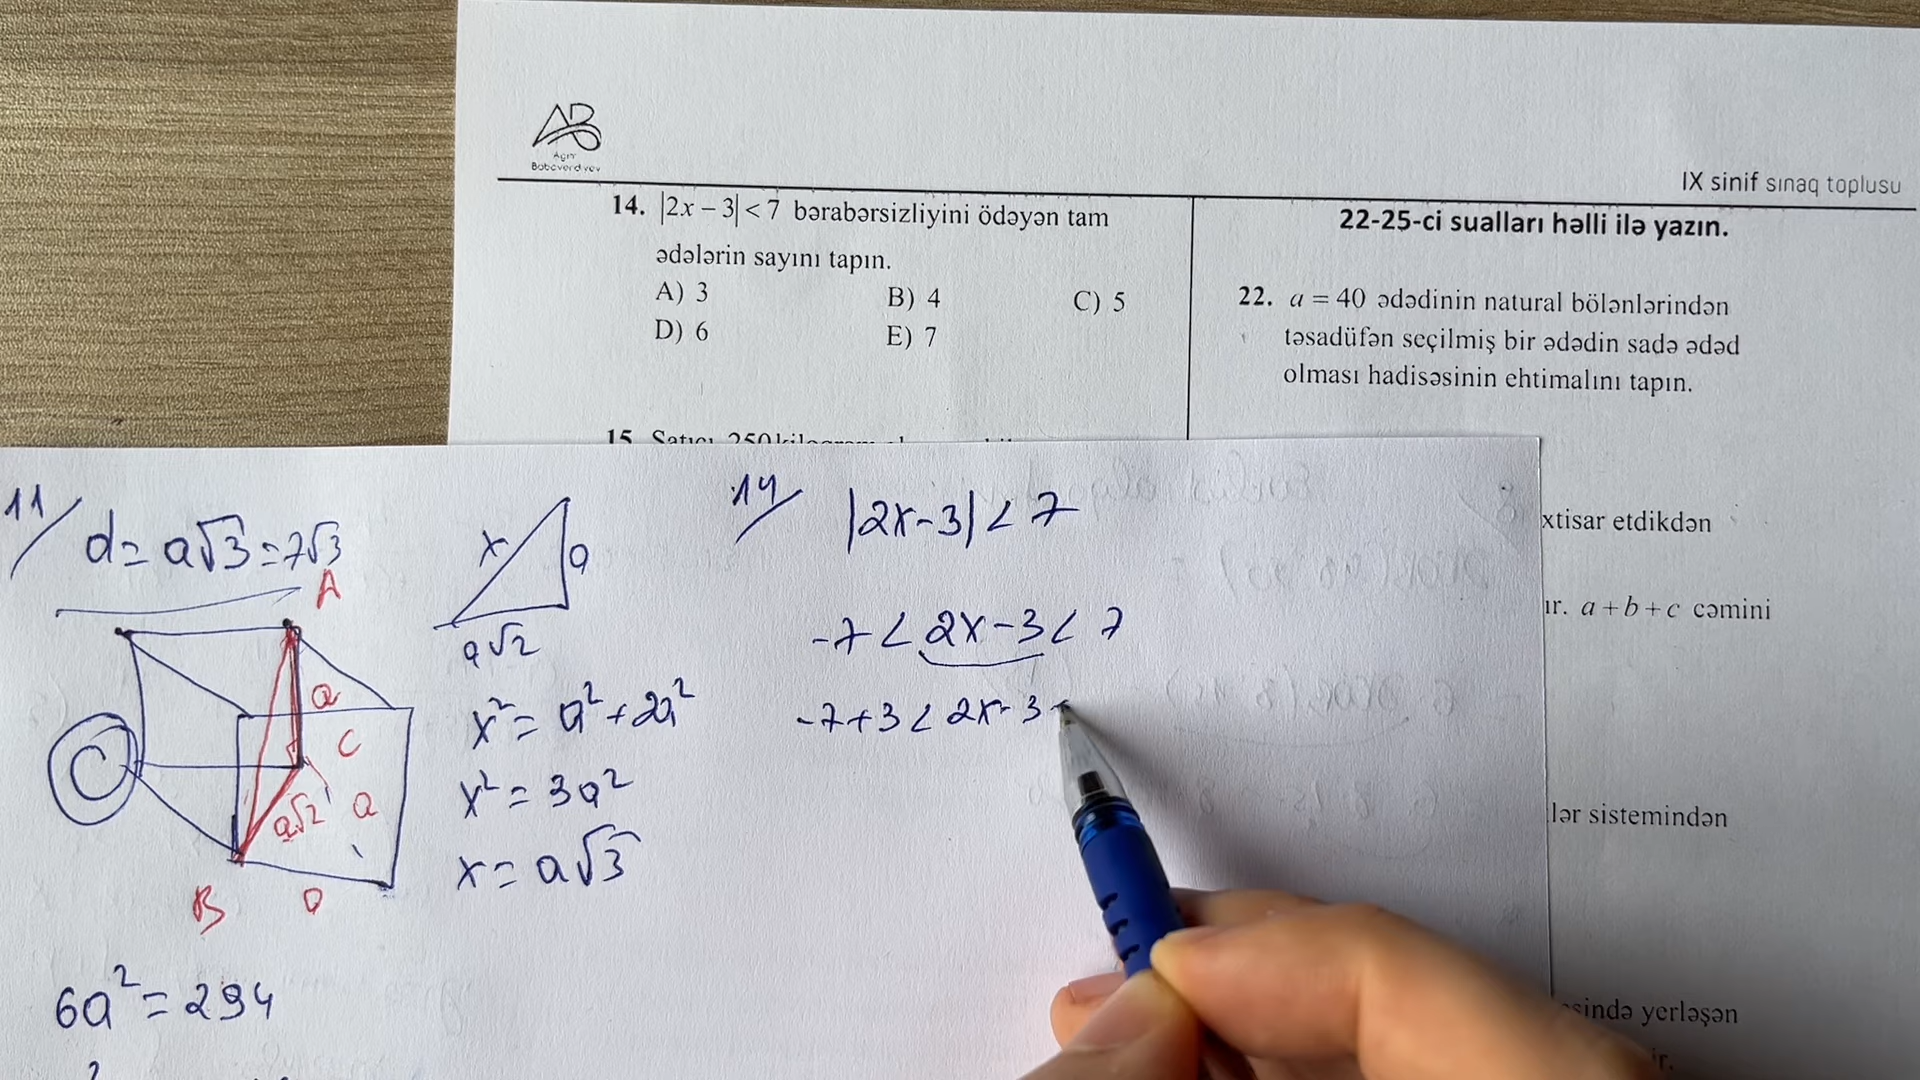 IX sinif sınaq toplusu
14. |2x – 3| < 7 bərabərsizliyini ödəyən tam
ədələrin sayını tapın.
A) 3 B) 4 C) 5
D) 6 E) 7
22-25-ci sualları həlli ilə yazın.
22. a = 40 ədədinin natural bölənlərindən
təsadüfən seçilmiş bir ədədin sadə ədəd
olması hadisəsinin ehtimalını tapın.
xtisar etdikdən
ır. a + b + c cəmini
lər sistemindən
sində yerləşən
ir.
11/ d = a√3 = 7√3
A
a
C
a√2 a
B a
x a
a√2
x² = a² + 2a²
x² = 3a²
x = a√3
6a² = 294
14/ |2x-3| < 7
-7 < 2x-3 < 7
-7+3 < 2x-3+